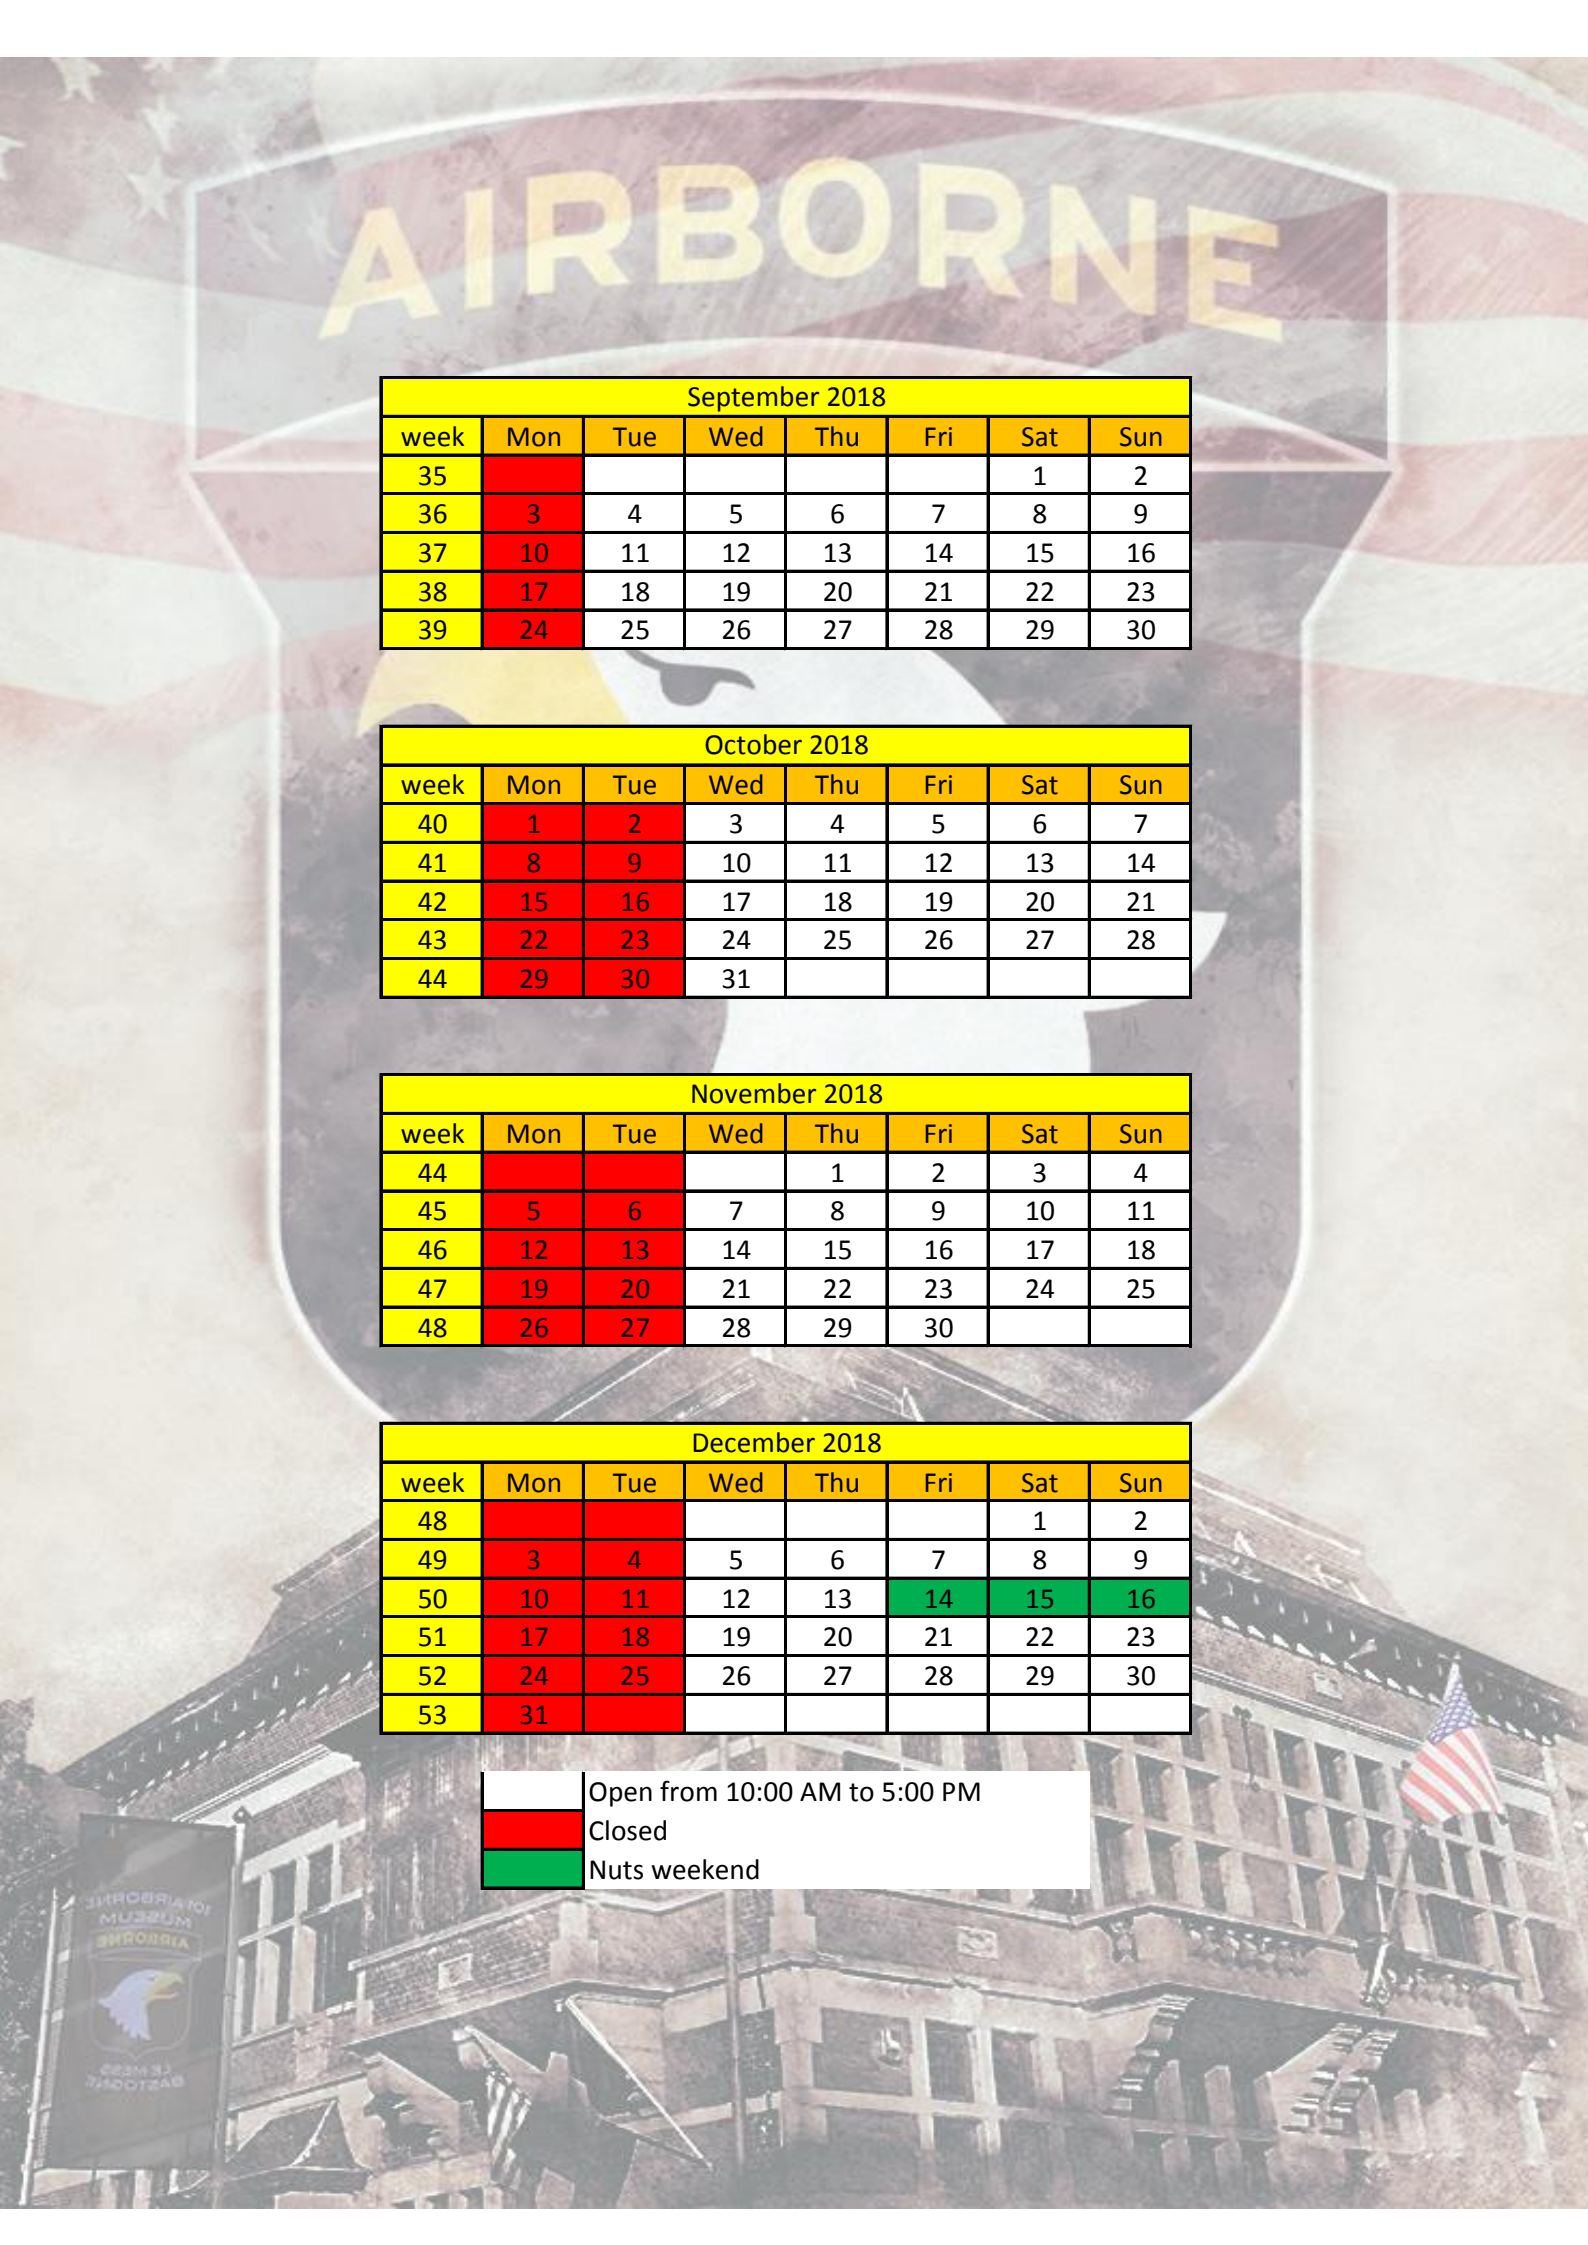 AIRBORNE
September 2018
week Mon Tue Wed Thu Fri Sat Sun
35 1 2
36 3 4 5 6 7 8 9
37 10 11 12 13 14 15 16
38 17 18 19 20 21 22 23
39 24 25 26 27 28 29 30
October 2018
week Mon Tue Wed Thu Fri Sat Sun
40 1 2 3 4 5 6 7
41 8 9 10 11 12 13 14
42 15 16 17 18 19 20 21
43 22 23 24 25 26 27 28
44 29 30 31
November 2018
week Mon Tue Wed Thu Fri Sat Sun
44 1 2 3 4
45 5 6 7 8 9 10 11
46 12 13 14 15 16 17 18
47 19 20 21 22 23 24 25
48 26 27 28 29 30
December 2018
week Mon Tue Wed Thu Fri Sat Sun
48 1 2
49 3 4 5 6 7 8 9
50 10 11 12 13 14 15 16
51 17 18 19 20 21 22 23
52 24 25 26 27 28 29 30
53 31
Open from 10:00 AM to 5:00 PM
Closed
Nuts weekend
101 AIRBORNE
MUSEUM
AIRBORNE
LE MESS
BASTOGNE